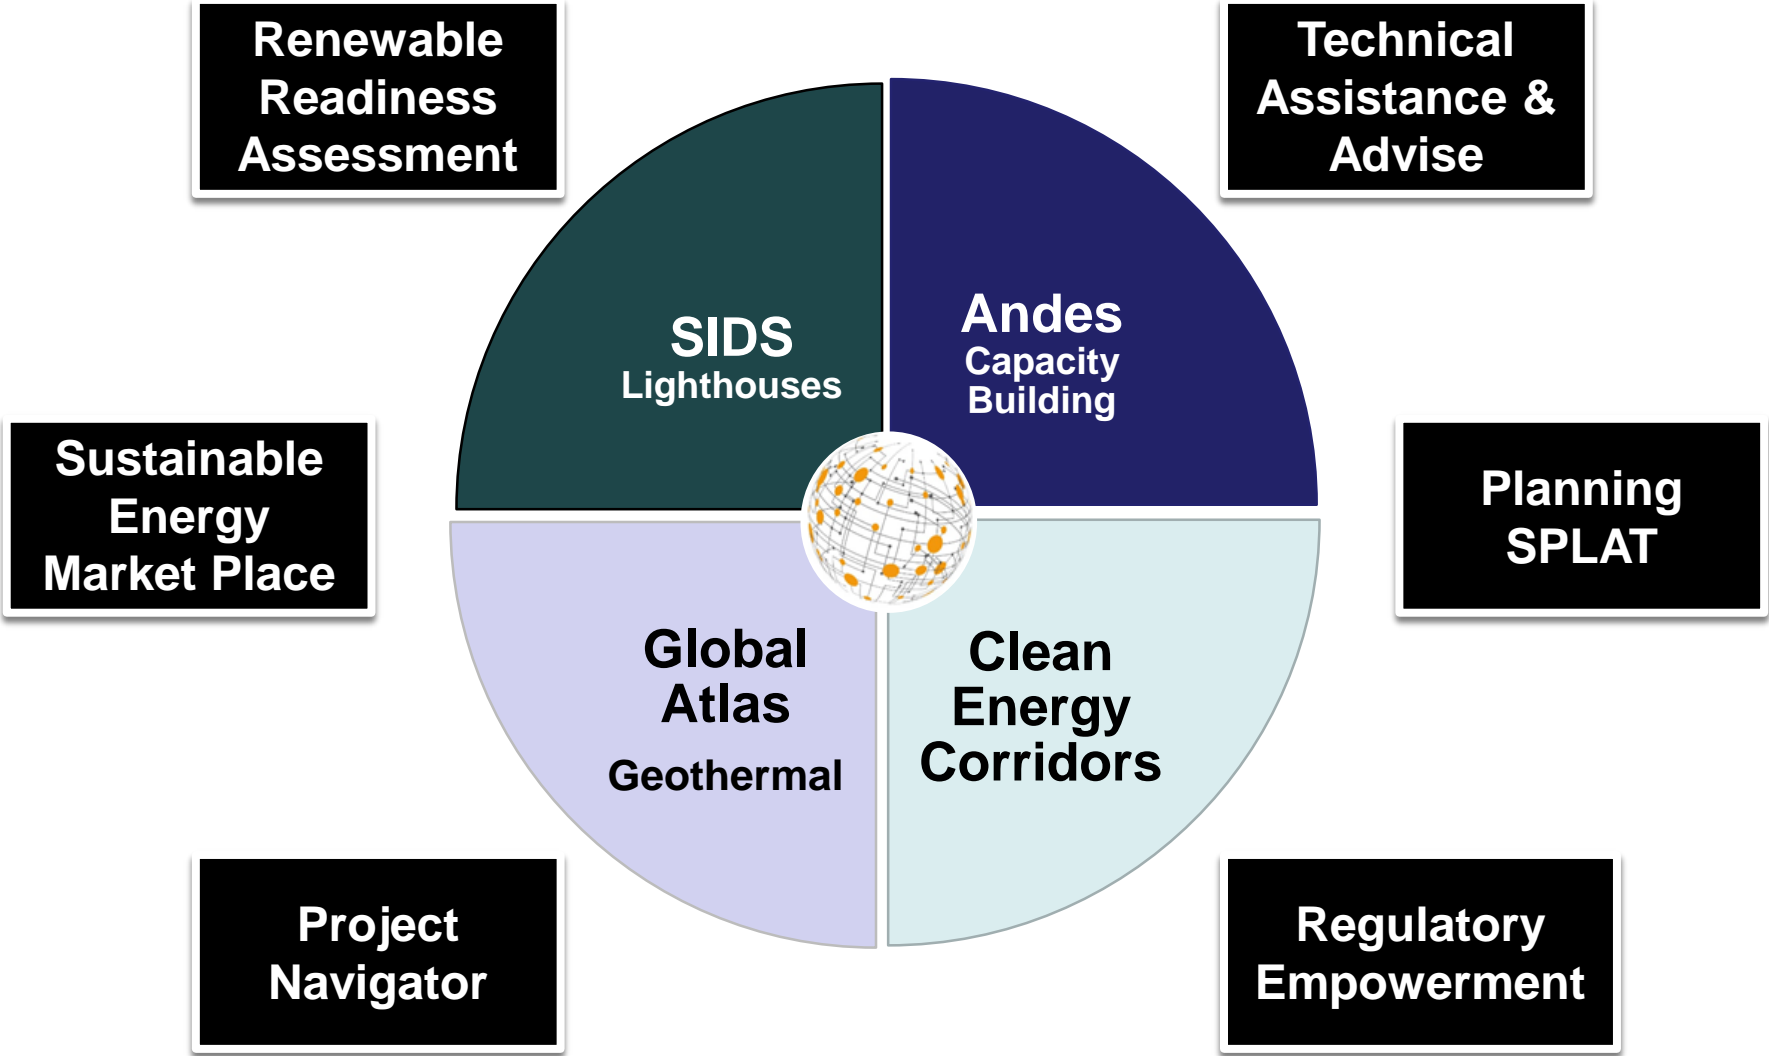 Renewable
Readiness
Assessment
Technical
Assistance &
Advise
SIDS
Lighthouses
Andes
Capacity
Building
Sustainable
Energy
Market Place
Planning
SPLAT
Global
Atlas
Geothermal
Clean
Energy
Corridors
Project
Navigator
Regulatory
Empowerment